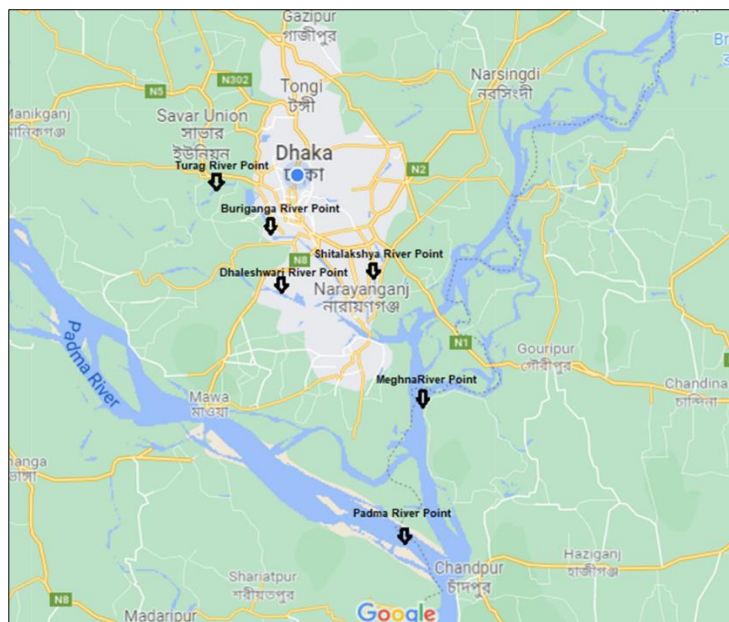 Gazipur
গাজীপুর
Narsingdi
নরসিংদী
N302
Tongi
টঙ্গী
N5
Manikganj
মানিকগঞ্জ
Savar Union
সাভার
ইউনিয়ন
Dhaka
ঢাকা
Turag River Point
N2
Buriganga River Point
N8
Shitalakshya River Point
Dhaleshwari River Point
Narayanganj
নারায়ণগঞ্জ
Padma River
N1
Gouripur
গৌরীপুর
MeghnaRiver Point
Chandina
চান্দিনা
Mawa
মাওয়া
Padma River Point
Haziganj
হাজীগঞ্জ
Chandpur
চাঁদপুর
Shariatpur
শরীয়তপুর
N8
Madaripur
Google